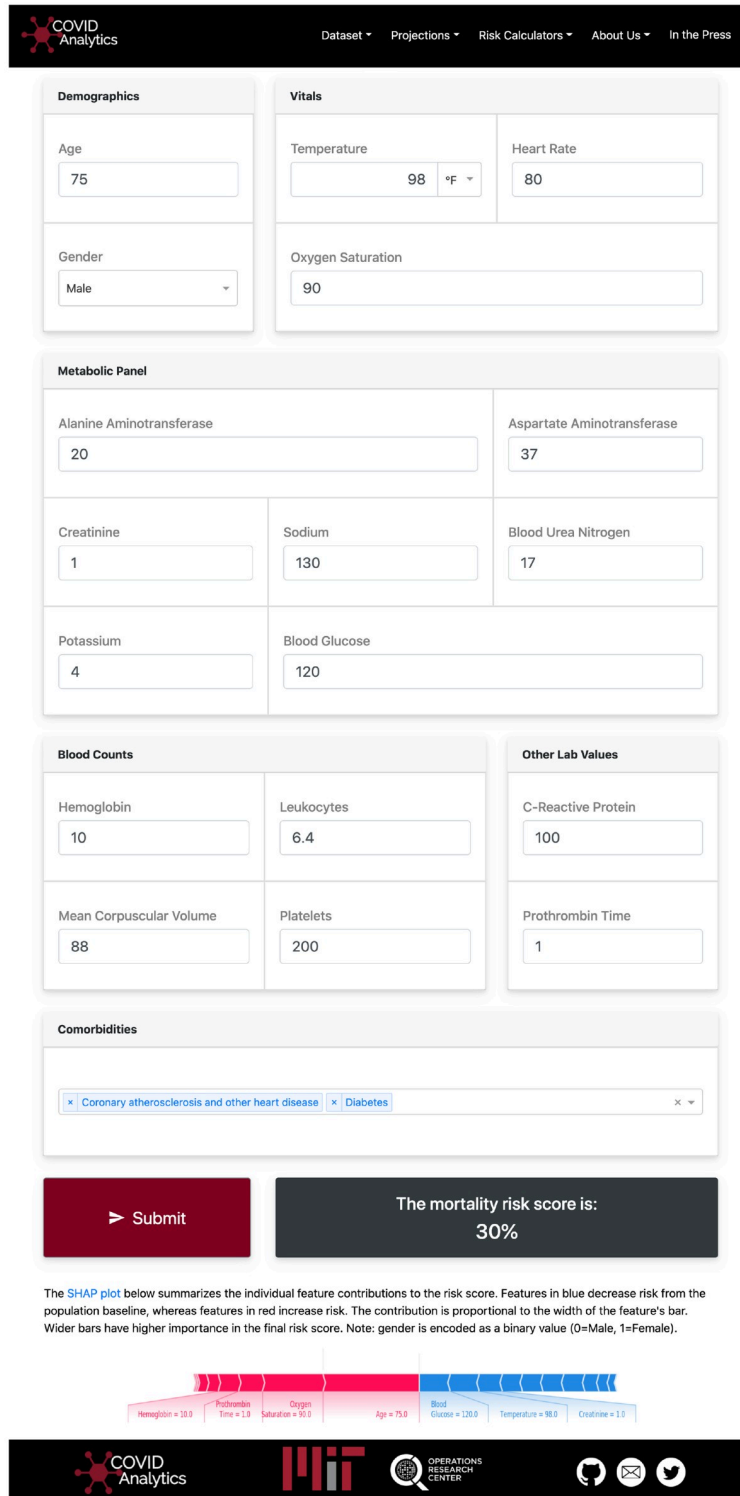 COVID
Analytics
Dataset
Projections
Risk Calculators
About Us
In the Press
Demographics
Age
75
Gender
Male
Vitals
Temperature
98 °F
Heart Rate
80
Oxygen Saturation
90
Metabolic Panel
Alanine Aminotransferase
20
Aspartate Aminotransferase
37
Creatinine
1
Sodium
130
Blood Urea Nitrogen
17
Potassium
4
Blood Glucose
120
Blood Counts
Hemoglobin
10
Leukocytes
6.4
Mean Corpuscular Volume
88
Platelets
200
Other Lab Values
C-Reactive Protein
100
Prothrombin Time
1
Comorbidities
× Coronary atherosclerosis and other heart disease × Diabetes ×
Submit
The mortality risk score is:
30%
The SHAP plot below summarizes the individual feature contributions to the risk score. Features in blue decrease risk from the
population baseline, whereas features in red increase risk. The contribution is proportional to the width of the feature's bar.
Wider bars have higher importance in the final risk score. Note: gender is encoded as a binary value (0=Male, 1=Female).
Hemoglobin = 10.0
Prothrombin
Time = 1.0
Oxygen
Saturation = 90.0
Age = 75.0
Blood
Glucose = 120.0
Temperature = 98.0
Creatinine = 1.0
COVID
Analytics
MIT
OPERATIONS
RESEARCH
CENTER